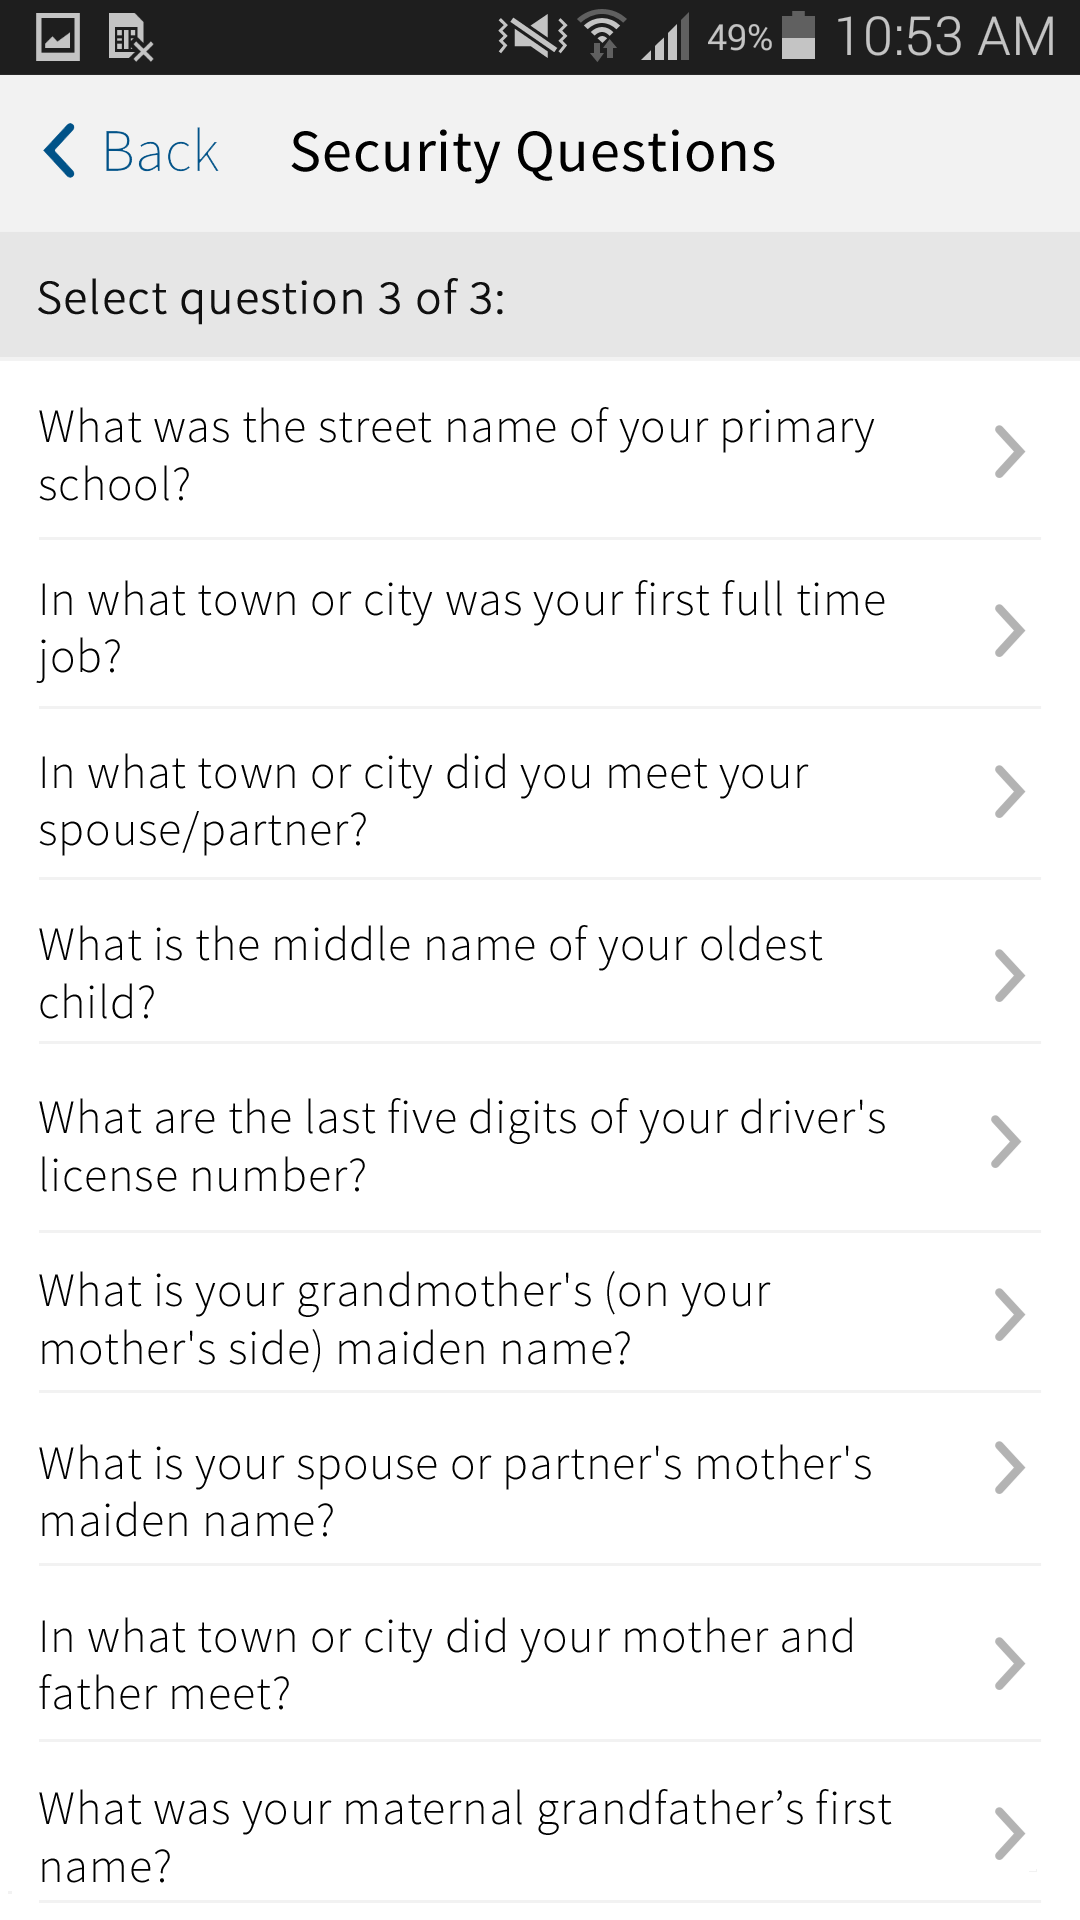 49% 10:53 AM
Back Security Questions
Select question 3 of 3:
What was the street name of your primary
school?
In what town or city was your first full time
job?
In what town or city did you meet your
spouse/partner?
What is the middle name of your oldest
child?
What are the last five digits of your driver's
license number?
What is your grandmother's (on your
mother's side) maiden name?
What is your spouse or partner's mother's
maiden name?
In what town or city did your mother and
father meet?
What was your maternal grandfather’s first
name?